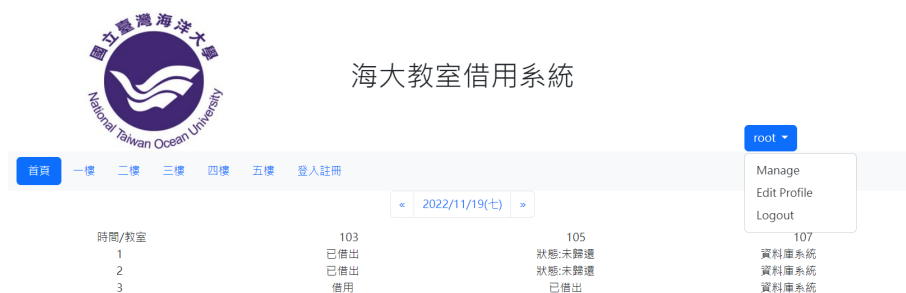 國立臺灣海洋大學
National Taiwan Ocean University
海大教室借用系統
root
首頁 一樓 二樓 三樓 四樓 五樓 登入註冊
Manage
Edit Profile
Logout
« 2022/11/19(七) »
時間/教室 103 105 107
1 已借出 狀態:未歸還 資料庫系統
2 已借出 狀態:未歸還 資料庫系統
3 借用 已借出 資料庫系統